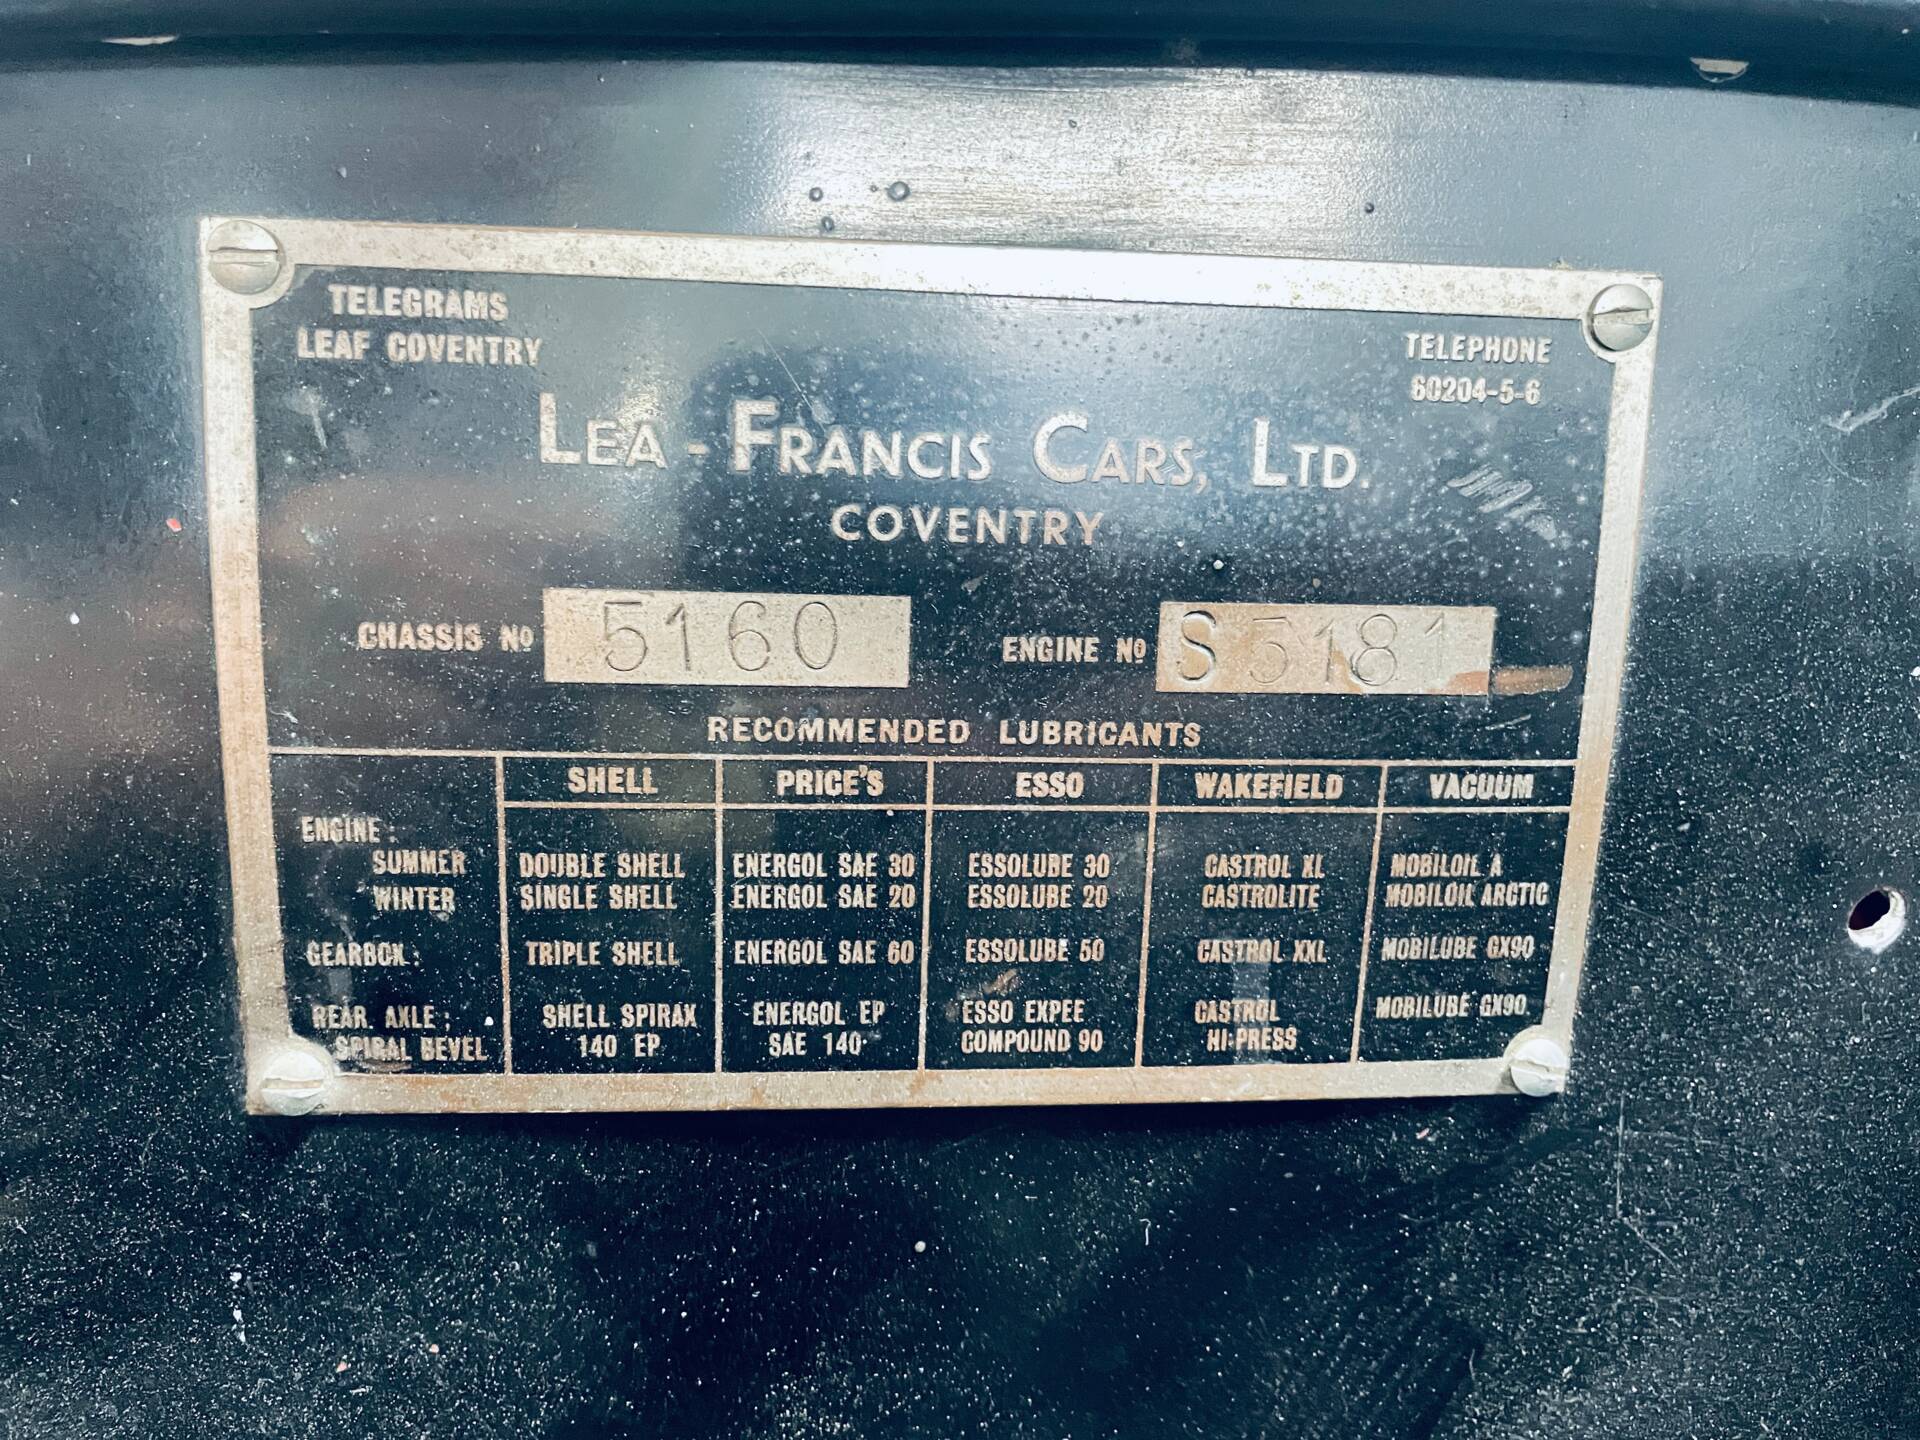 TELEGRAMS
LEAF COVENTRY
TELEPHONE
60204-5-6
LEA - FRANCIS CARS, LTD.
COVENTRY
CHASSIS Nº 5160 ENGINE Nº S 5181
RECOMMENDED LUBRICANTS
SHELL PRICE'S ESSO WAKEFIELD VACUUM
ENGINE :
SUMMER DOUBLE SHELL ENERGOL SAE 30 ESSOLUBE 30 CASTROL XL MOBILOIL A
WINTER SINGLE SHELL ENERGOL SAE 20 ESSOLUBE 20 CASTROLITE MOBILOIL ARCTIC
GEARBOX : TRIPLE SHELL ENERGOL SAE 60 ESSOLUBE 50 CASTROL XXL MOBILUBE GX90
REAR AXLE : SHELL SPIRAX ENERGOL EP ESSO EXPEE CASTROL MOBILUBE GX90
SPIRAL BEVEL 140 EP SAE 140 COMPOUND 90 HI-PRESS